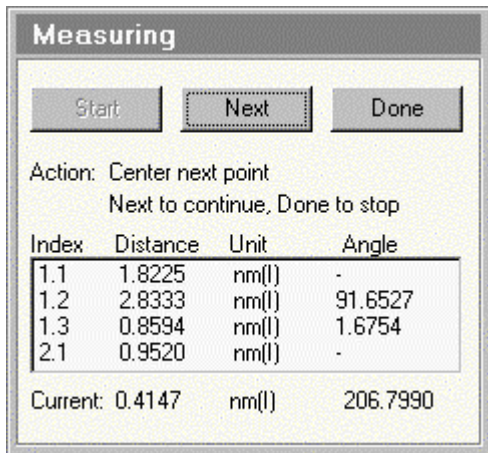 Measuring
Start Next Done
Action: Center next point
Next to continue, Done to stop
Index Distance Unit Angle
1.1 1.8225 nm(I) -
1.2 2.8333 nm(I) 91.6527
1.3 0.8594 nm(I) 1.6754
2.1 0.9520 nm(I) -
Current: 0.4147 nm(I) 206.7990